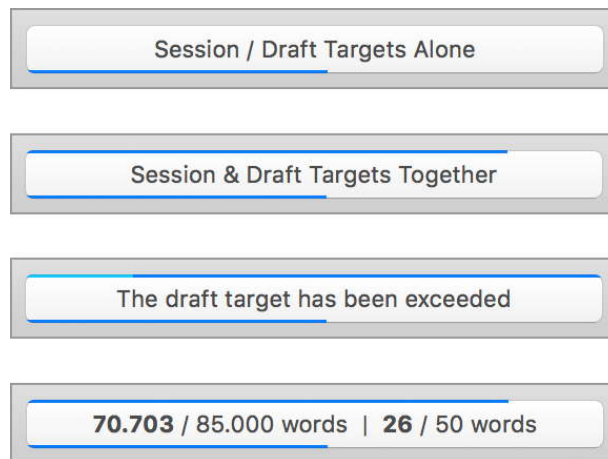 Session / Draft Targets Alone
Session & Draft Targets Together
The draft target has been exceeded
70.703 / 85.000 words | 26 / 50 words